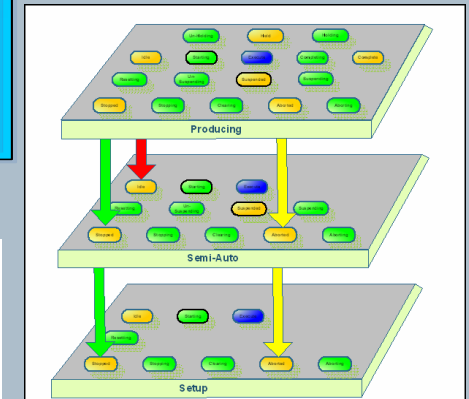 Un-Holding Held Holding
Idle Starting Execute Completing Complete
Resetting Un-Suspending Suspended Suspending
Stopped Stopping Clearing Aborted Aborting
Producing
Idle Starting Execute
Resetting Un-Suspending Suspended Suspending
Stopped Stopping Clearing Aborted Aborting
Semi-Auto
Idle Starting Execute
Resetting
Stopped Stopping Clearing Aborted Aborting
Setup